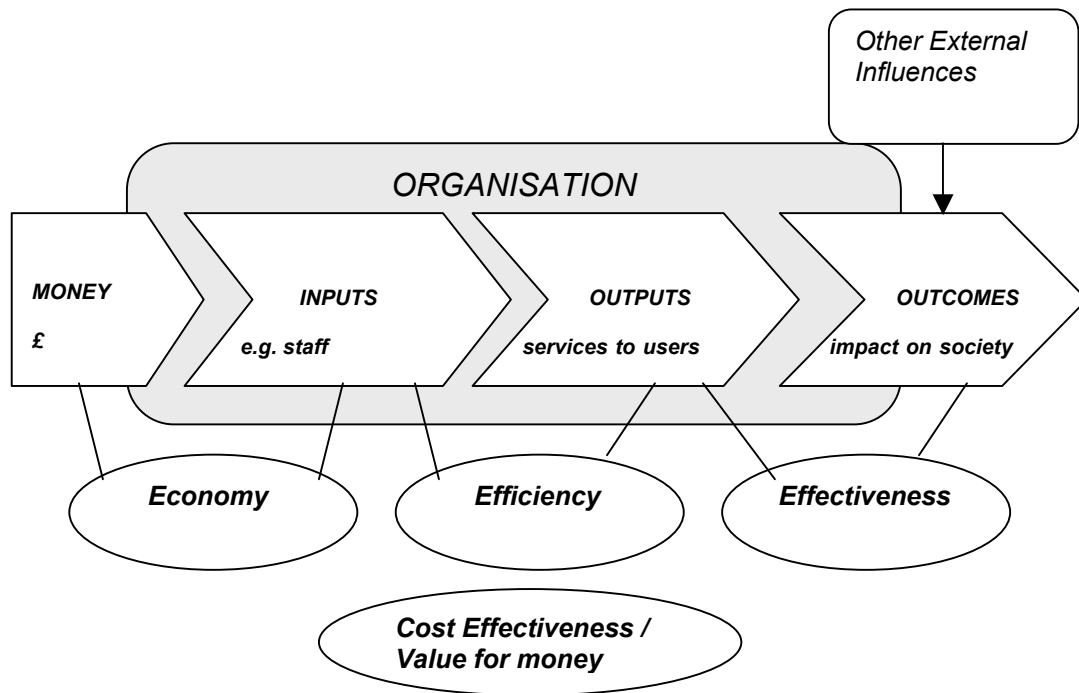 Other External
Influences
ORGANISATION
MONEY
£
INPUTS
e.g. staff
OUTPUTS
services to users
OUTCOMES
impact on society
Economy
Efficiency
Effectiveness
Cost Effectiveness /
Value for money